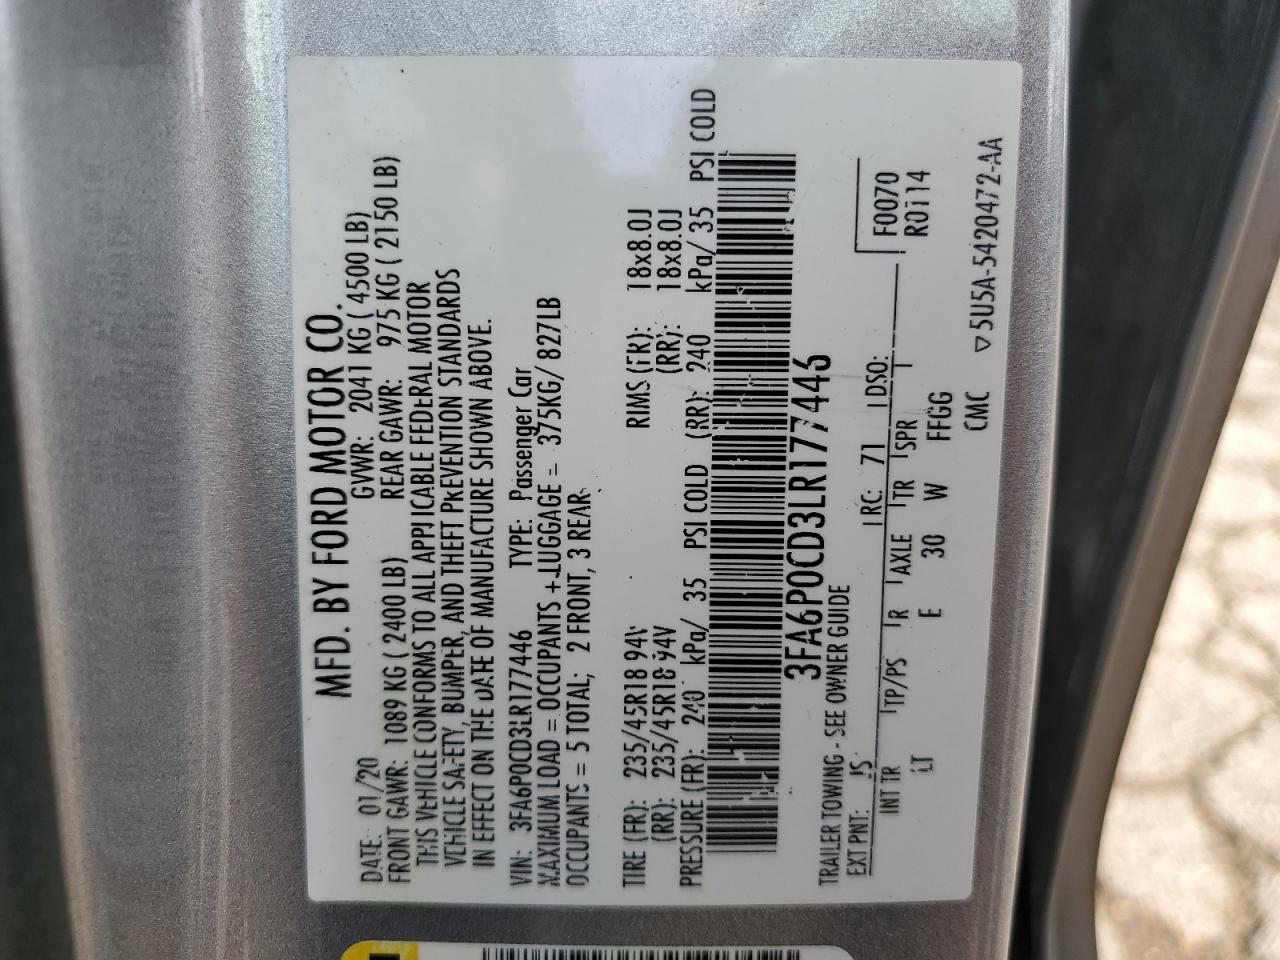 MFD. BY FORD MOTOR CO.
DATE: 01/20 GVWR: 2041 KG ( 4500 LB)
FRONT GAWR: 1089 KG ( 2400 LB) REAR GAWR: 975 KG ( 2150 LB)
THIS VEHICLE CONFORMS TO ALL APPLICABLE FEDERAL MOTOR
VEHICLE SAFETY, BUMPER, AND THEFT PREVENTION STANDARDS
IN EFFECT ON THE DATE OF MANUFACTURE SHOWN ABOVE.
VIN: 3FA6P0CD3LR177446 TYPE: Passenger Car
MAXIMUM LOAD = OCCUPANTS + LUGGAGE = 375KG/ 827LB
OCCUPANTS = 5 TOTAL; 2 FRONT, 3 REAR
TIRE (FR): 235/45R18 94V RIMS (FR): 18x8.0J
(RR): 235/45R18 94V (RR): 18x8.0J
PRESSURE (FR): 240 kPa/ 35 PSI COLD (RR): 240 kPa/ 35 PSI COLD
3FA6P0CD3LR177446
TRAILER TOWING - SEE OWNER GUIDE
EXT PNT: JS RC: 71 DSO: F0070
INT TR TP/PS R AXLE TR SPR R0114
LT E 30 W FFGG
CMC
▽5U5A-5420472-AA